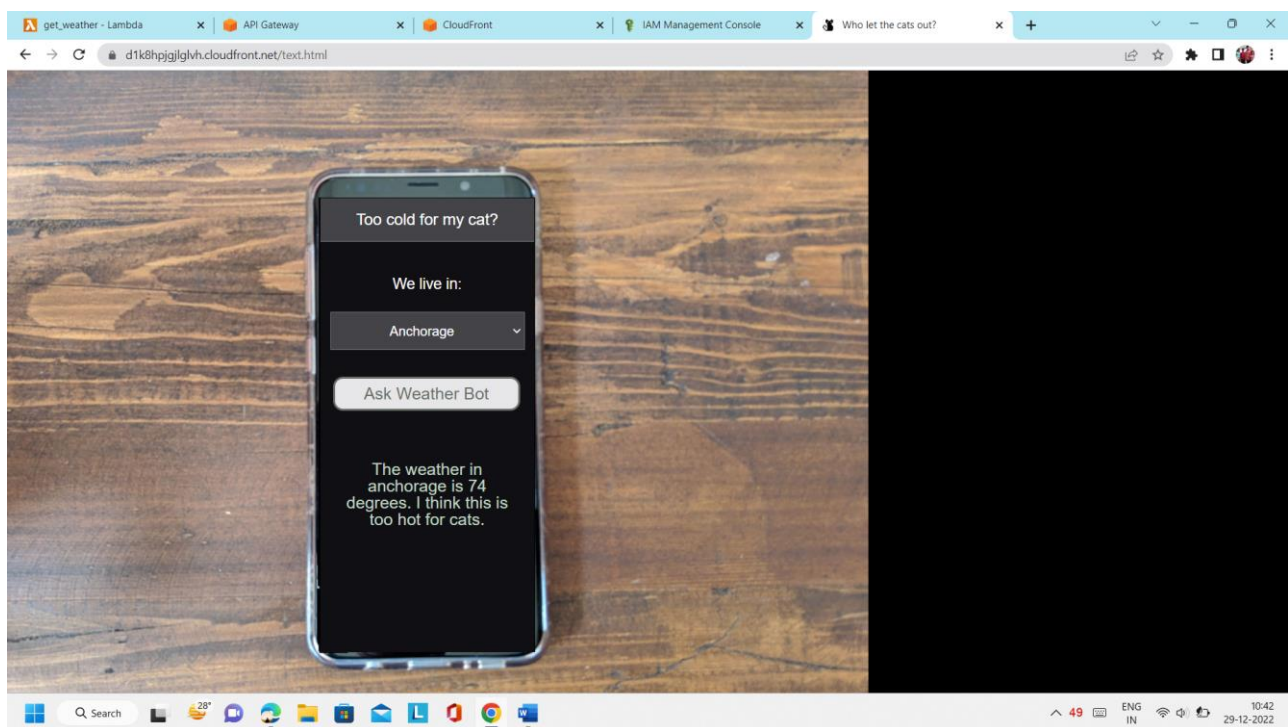 get_weather - Lambda
API Gateway
CloudFront
IAM Management Console
Who let the cats out?
d1k8hpjgjlglvh.cloudfront.net/text.html
Too cold for my cat?
We live in:
Anchorage
Ask Weather Bot
The weather in
anchorage is 74
degrees. I think this is
too hot for cats.
Search
28°
49
ENG
IN
10:42
29-12-2022